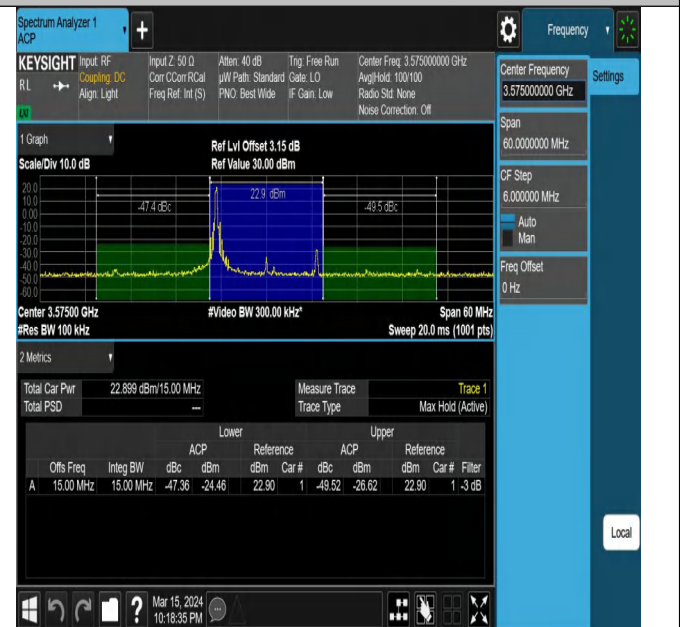 Spectrum Analyzer 1
ACP
Frequency
KEYSIGHT
R L
Input: RF
Coupling: DC
Align: Light
Input Z: 50 Ω
Corr CCorr RCal
Freq Ref: Int (S)
Atten: 40 dB
µW Path: Standard
PNO: Best Wide
Trig: Free Run
Gate: LO
IF Gain: Low
Center Freq: 3.575000000 GHz
Avg|Hold: 100/100
Radio Std: None
Noise Correction: Off
Center Frequency
3.575000000 GHz
Settings
Span
60.0000000 MHz
CF Step
6.000000 MHz
Auto
Man
Freq Offset
0 Hz
1 Graph
Scale/Div 10.0 dB
Ref Lvl Offset 3.15 dB
Ref Value 30.00 dBm
20.0
10.0
0.00
-10.0
-20.0
-30.0
-40.0
-50.0
-60.0
-47.4 dBc
22.9 dBm
-49.5 dBc
Center 3.57500 GHz
#Video BW 300.00 kHz*
Span 60 MHz
#Res BW 100 kHz
Sweep 20.0 ms (1001 pts)
2 Metrics
Total Car Pwr 22.899 dBm/15.00 MHz
Total PSD ---
Measure Trace Trace 1
Trace Type Max Hold (Active)
Lower Upper
ACP Reference ACP Reference
Offs Freq Integ BW dBc dBm dBm Car # dBc dBm dBm Car # Filter
A 15.00 MHz 15.00 MHz -47.36 -24.46 22.90 1 -49.52 -26.62 22.90 1 -3 dB
Local
?
Mar 15, 2024
10:18:35 PM